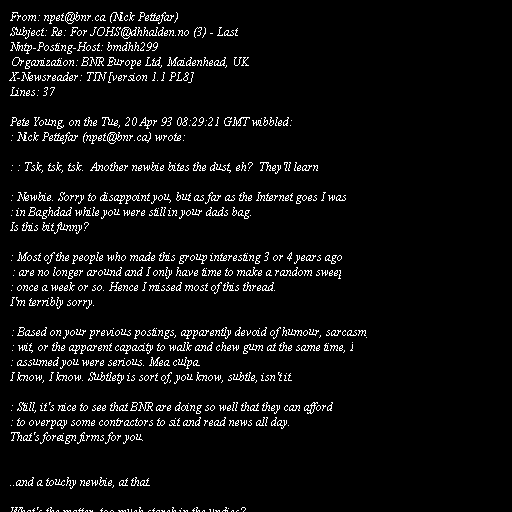 From: npet@bnr.ca (Nick Pettefar)
Subject: Re: For JOHS@dhhalden.no (3) - Last
Nntp-Posting-Host: bmdhh299
Organization: BNR Europe Ltd, Maidenhead, UK
X-Newsreader: TIN [version 1.1 PL8]
Lines: 37
Pete Young, on the Tue, 20 Apr 93 08:29:21 GMT wibbled:
: Nick Pettefar (npet@bnr.ca) wrote:
: : Tsk, tsk, tsk. Another newbie bites the dust, eh? They'll learn
: Newbie. Sorry to disappoint you, but as far as the Internet goes I was
: in Baghdad while you were still in your dads bag.
Is this bit funny?
: Most of the people who made this group interesting 3 or 4 years ago
: are no longer around and I only have time to make a random sweep
: once a week or so. Hence I missed most of this thread.
I'm terribly sorry.
: Based on your previous postings, apparently devoid of humour, sarcasm,
: wit, or the apparent capacity to walk and chew gum at the same time, I
: assumed you were serious. Mea culpa.
I know, I know. Subtlety is sort of, you know, subtle, isn't it.
: Still, it's nice to see that BNR are doing so well that they can afford
: to overpay some contractors to sit and read news all day.
That's foreign firms for you.
..and a touchy newbie, at that.
What's the matter, too much starch in the undies?